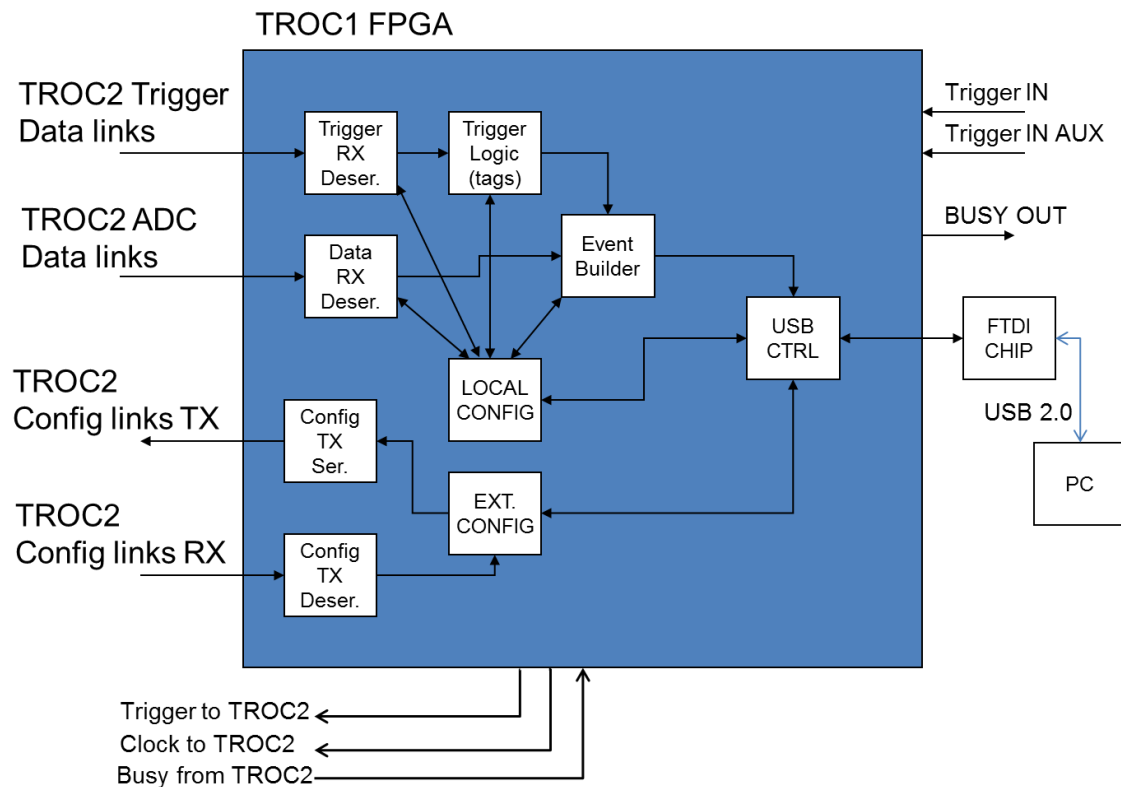 TROC1 FPGA
TROC2 Trigger
Data links
Trigger
RX
Deser.
Trigger
Logic
(tags)
Trigger IN
Trigger IN AUX
TROC2 ADC
Data links
Data
RX
Deser.
Event
Builder
BUSY OUT
USB
CTRL
FTDI
CHIP
LOCAL
CONFIG
USB 2.0
TROC2
Config links TX
Config
TX
Ser.
EXT.
CONFIG
PC
TROC2
Config links RX
Config
TX
Deser.
Trigger to TROC2
Clock to TROC2
Busy from TROC2